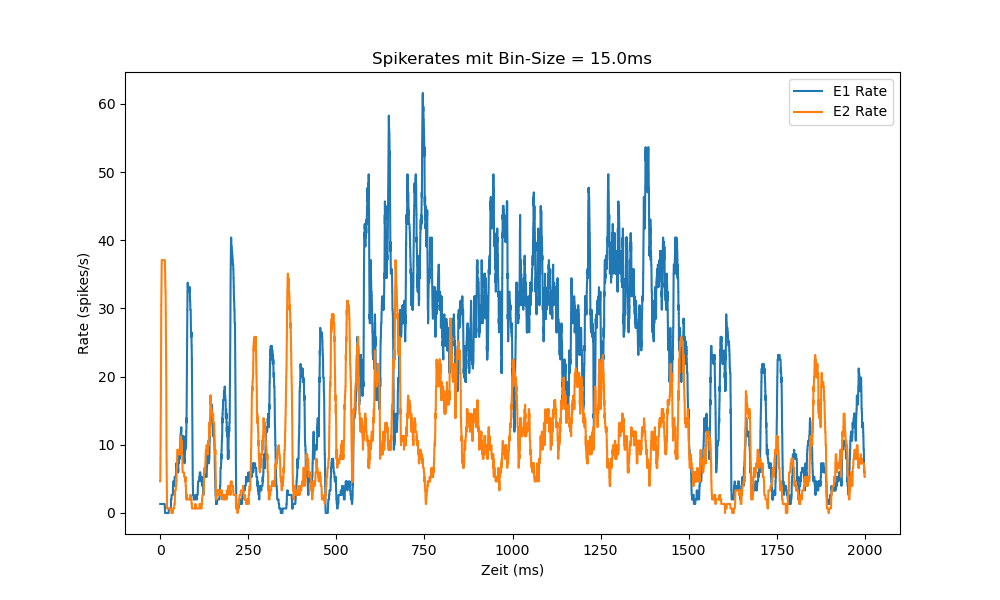 Spikerates mit Bin-Size = 15.0ms
E1 Rate
E2 Rate
Rate (spikes/s)
60
50
40
30
20
10
0
0 250 500 750 1000 1250 1500 1750 2000
Zeit (ms)